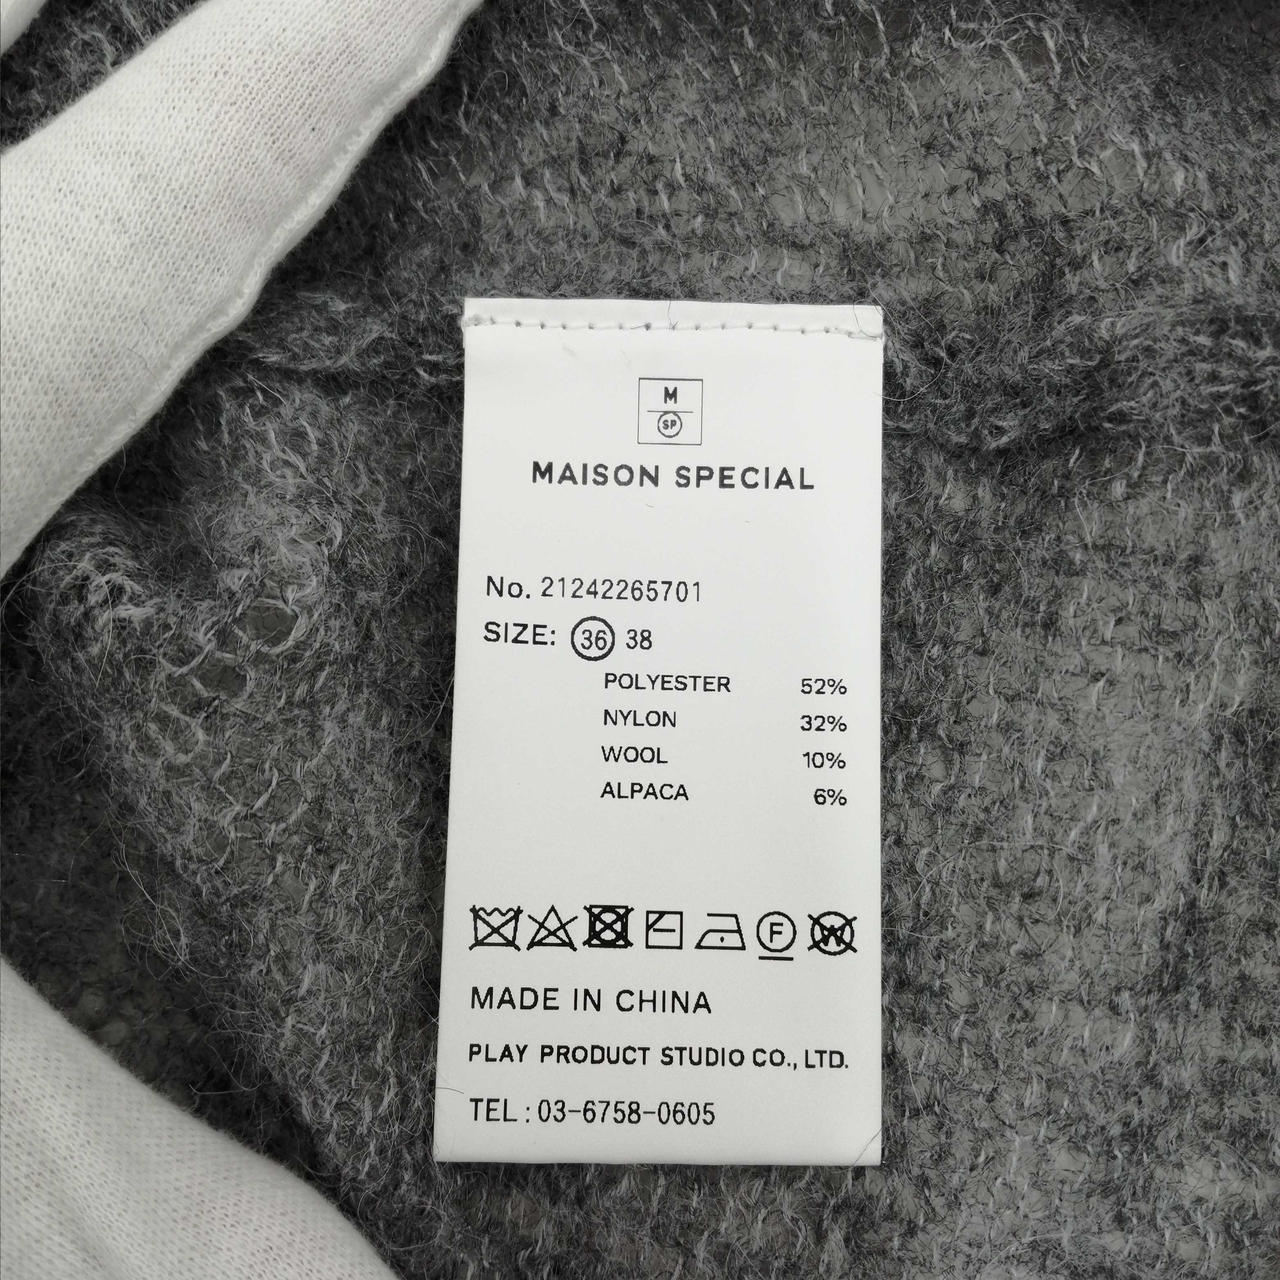 M
SP
MAISON SPECIAL
No. 21242265701
SIZE: 36 38
POLYESTER 52%
NYLON 32%
WOOL 10%
ALPACA 6%
F W
MADE IN CHINA
PLAY PRODUCT STUDIO CO., LTD.
TEL : 03-6758-0605